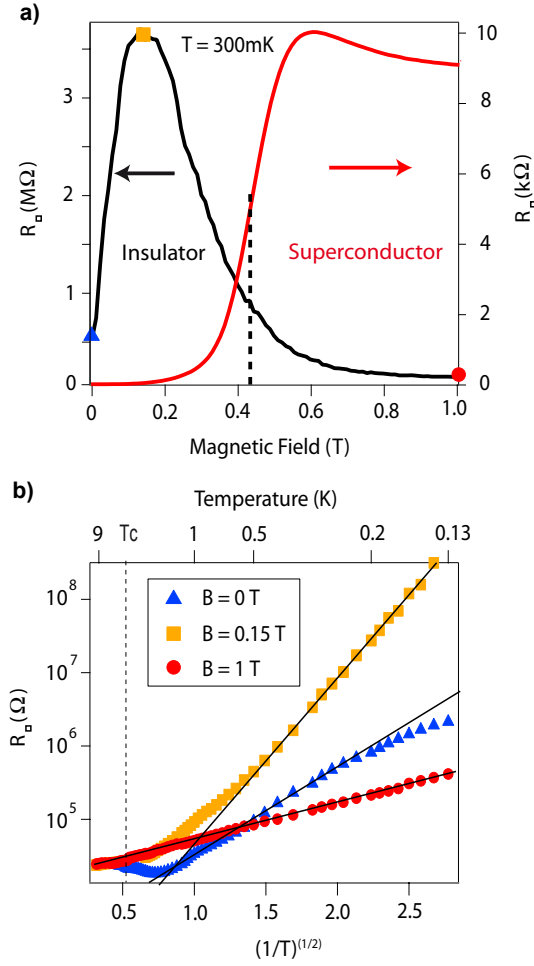 a)
T = 300mK
3
2
1
0
R□(MΩ)
10
8
6
4
2
0
R□(kΩ)
Insulator
Superconductor
0
0.2
0.4
0.6
0.8
1.0
Magnetic Field (T)
b)
Temperature (K)
9
Tc
1
0.5
0.2
0.13
B = 0 T
B = 0.15 T
B = 1 T
10^8
10^7
10^6
10^5
R□(Ω)
0.5
1.0
1.5
2.0
2.5
(1/T)^(1/2)